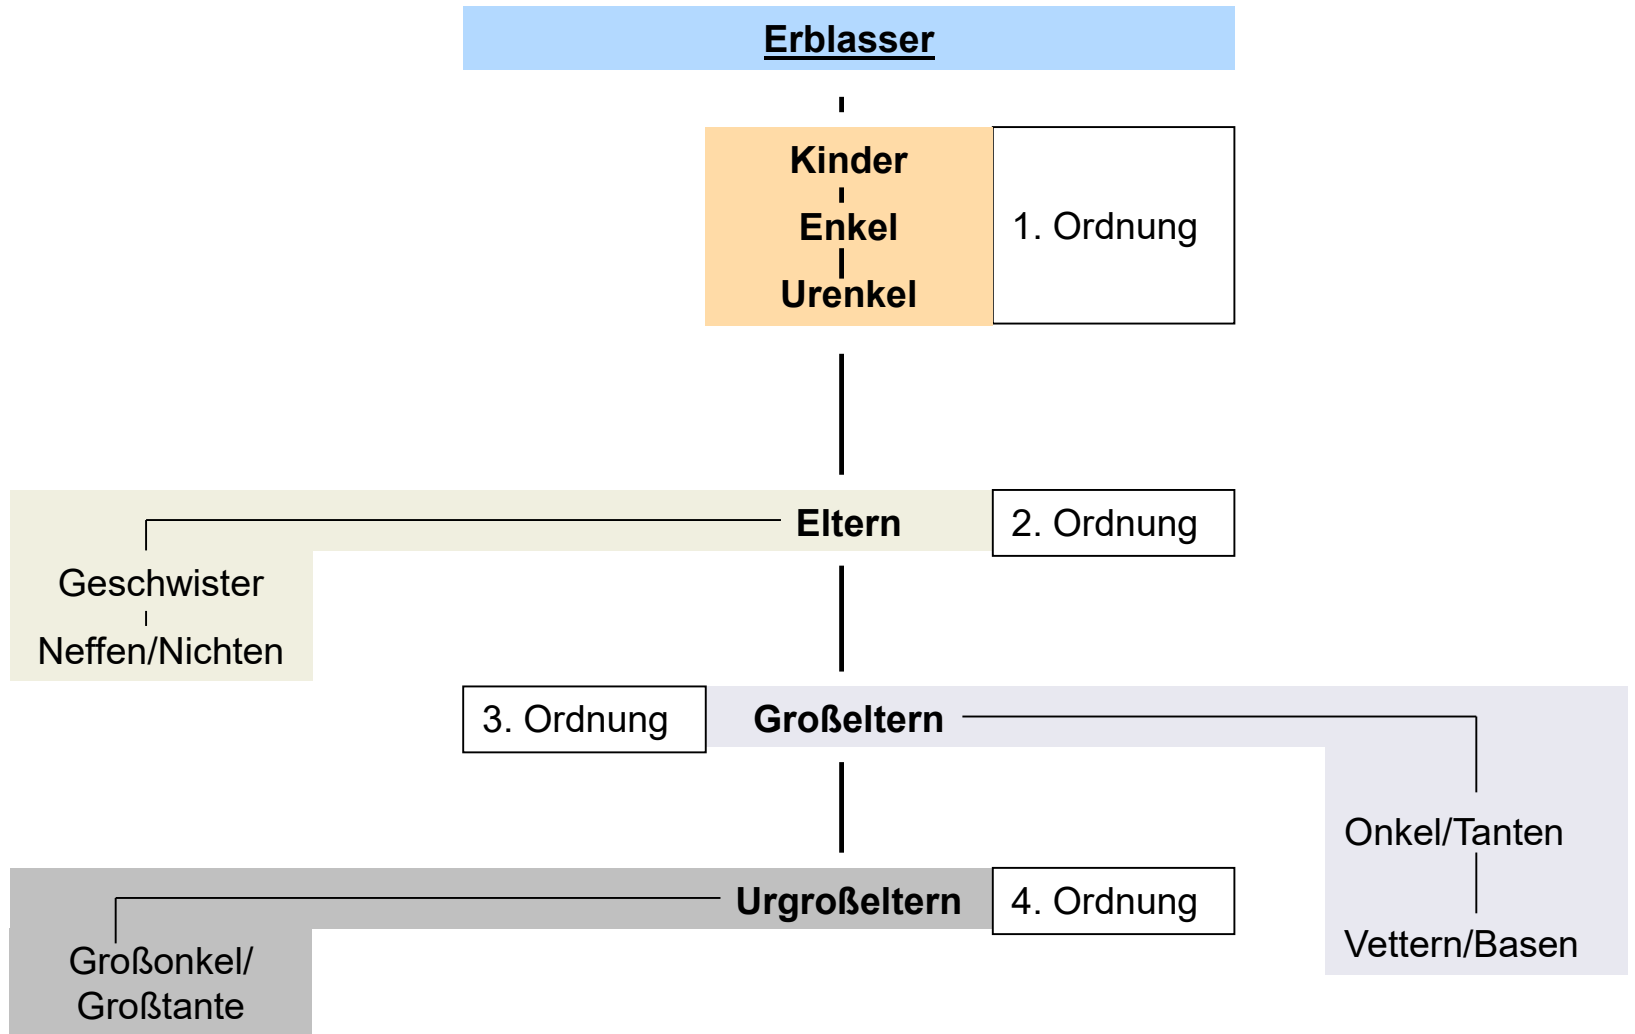 Erblasser
Kinder
Enkel
1. Ordnung
Urenkel
Eltern
2. Ordnung
Geschwister
Neffen/Nichten
3. Ordnung
Großeltern
Onkel/Tanten
Urgroßeltern
4. Ordnung
Vettern/Basen
Großonkel/
Großtante